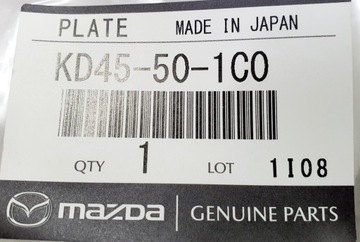 PLATE MADE IN JAPAN
KD45-50-1C0
QTY 1 LOT 1I08
mazda GENUINE PARTS